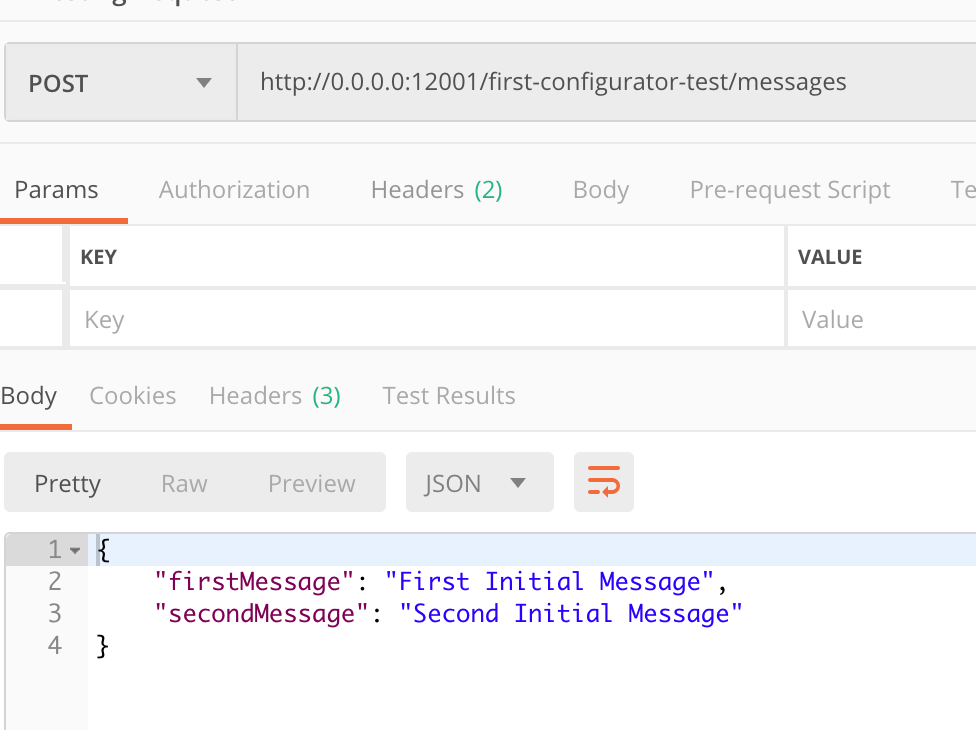 POST http://0.0.0.0:12001/first-configurator-test/messages
Params Authorization Headers (2) Body Pre-request Script Te
KEY VALUE
Key Value
Body Cookies Headers (3) Test Results
Pretty Raw Preview JSON
1 {
2 "firstMessage": "First Initial Message",
3 "secondMessage": "Second Initial Message"
4 }